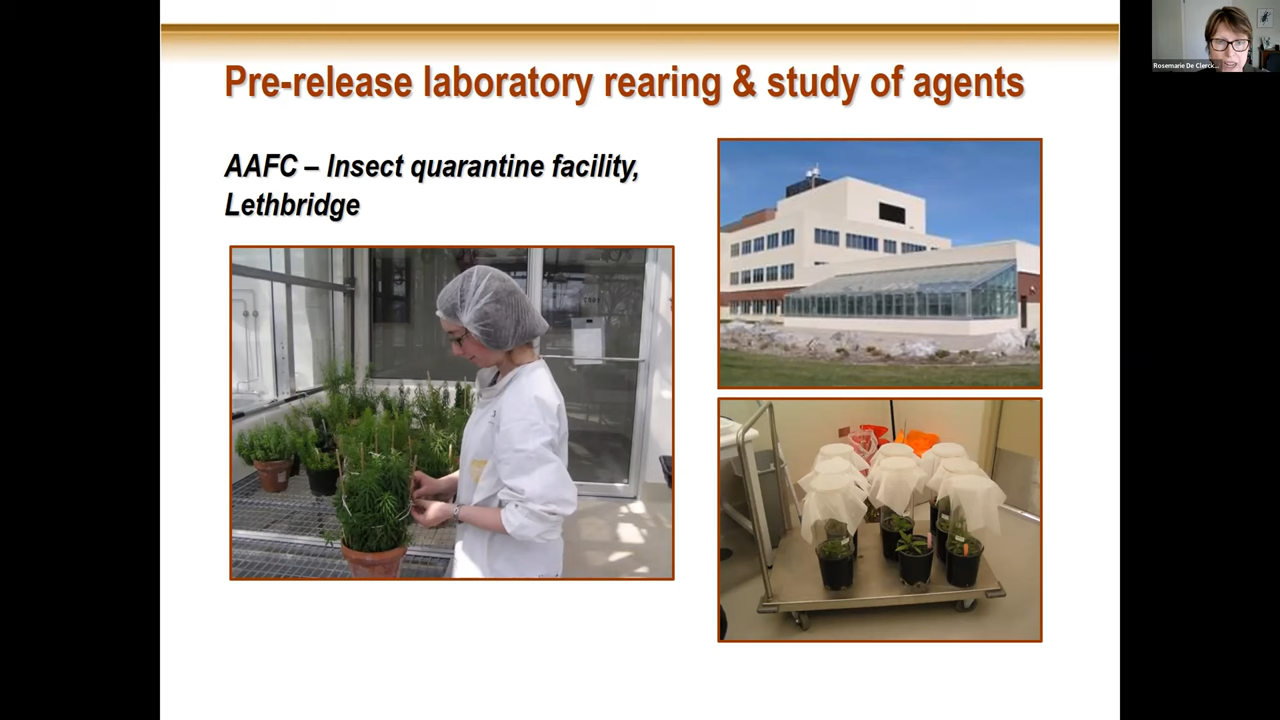 Pre-release laboratory rearing & study of agents
Rosemarie De Clerck...
AAFC – Insect quarantine facility,
Lethbridge